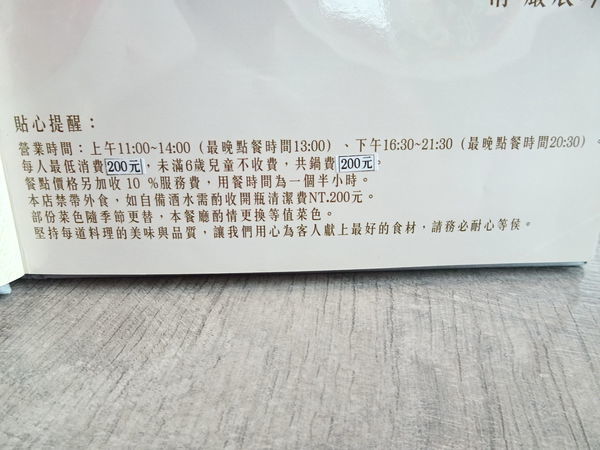 貼心提醒：
營業時間：上午11:00~14:00（最晚點餐時間13:00）、下午16:30~21:30（最晚點餐時間20:30）。
每人最低消費200元，未滿6歲兒童不收費，共鍋費200元。
餐點價格另加收 10 %服務費，用餐時間為一個半小時。
本店禁帶外食，如自備酒水需酌收開瓶清潔費NT.200元。
部份菜色隨季節更替，本餐廳酌情更換等值菜色。
堅持每道料理的美味與品質，讓我們用心為客人獻上最好的食材，請務必耐心等侯。